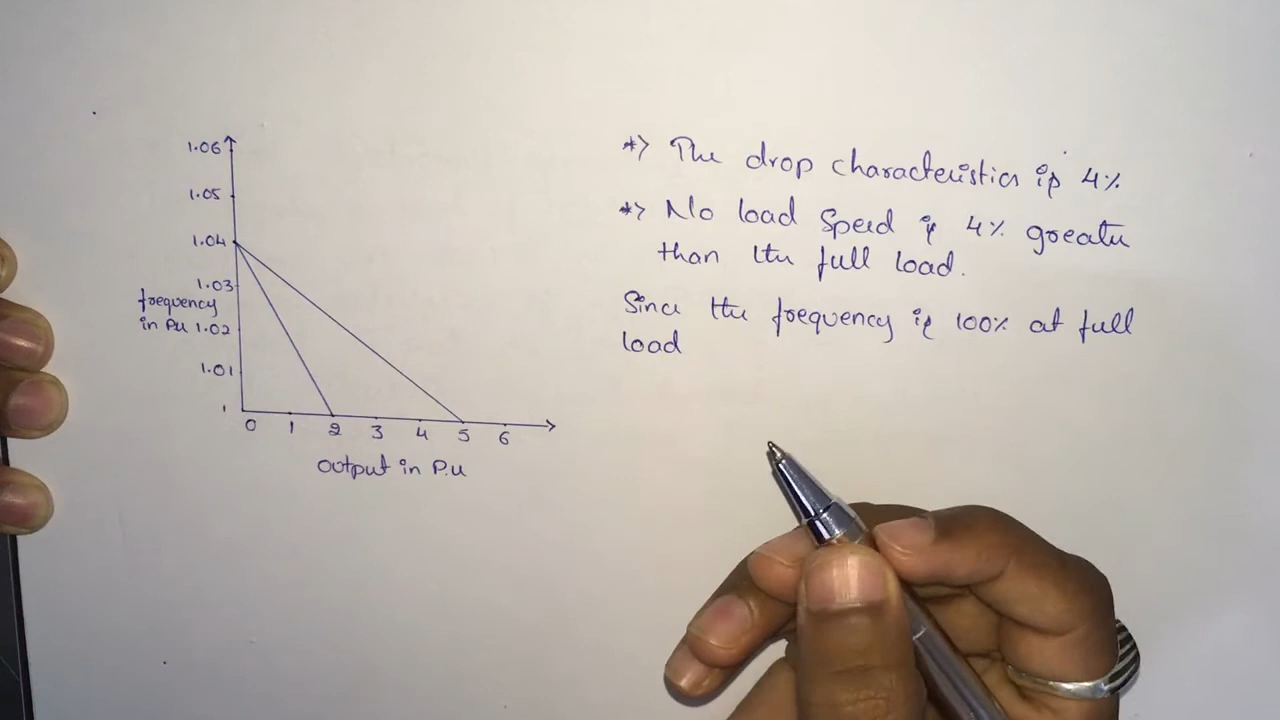 1.06
1.05
1.04
1.03
frequency
in Pu 1.02
1.01
1
0 1 2 3 4 5 6
output in P.u
*> The drop characteristics is 4%
*> No load Speed is 4% greater
than the full load.
Since the frequency is 100% at full
load